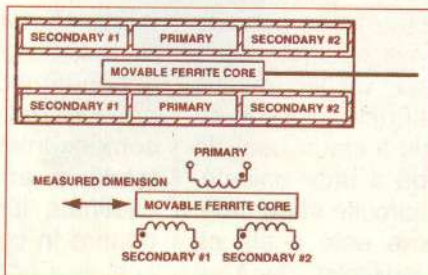 SECONDARY #1 PRIMARY SECONDARY #2
MOVABLE FERRITE CORE
SECONDARY #1 PRIMARY SECONDARY #2
PRIMARY
MEASURED DIMENSION
MOVABLE FERRITE CORE
SECONDARY #1 SECONDARY #2